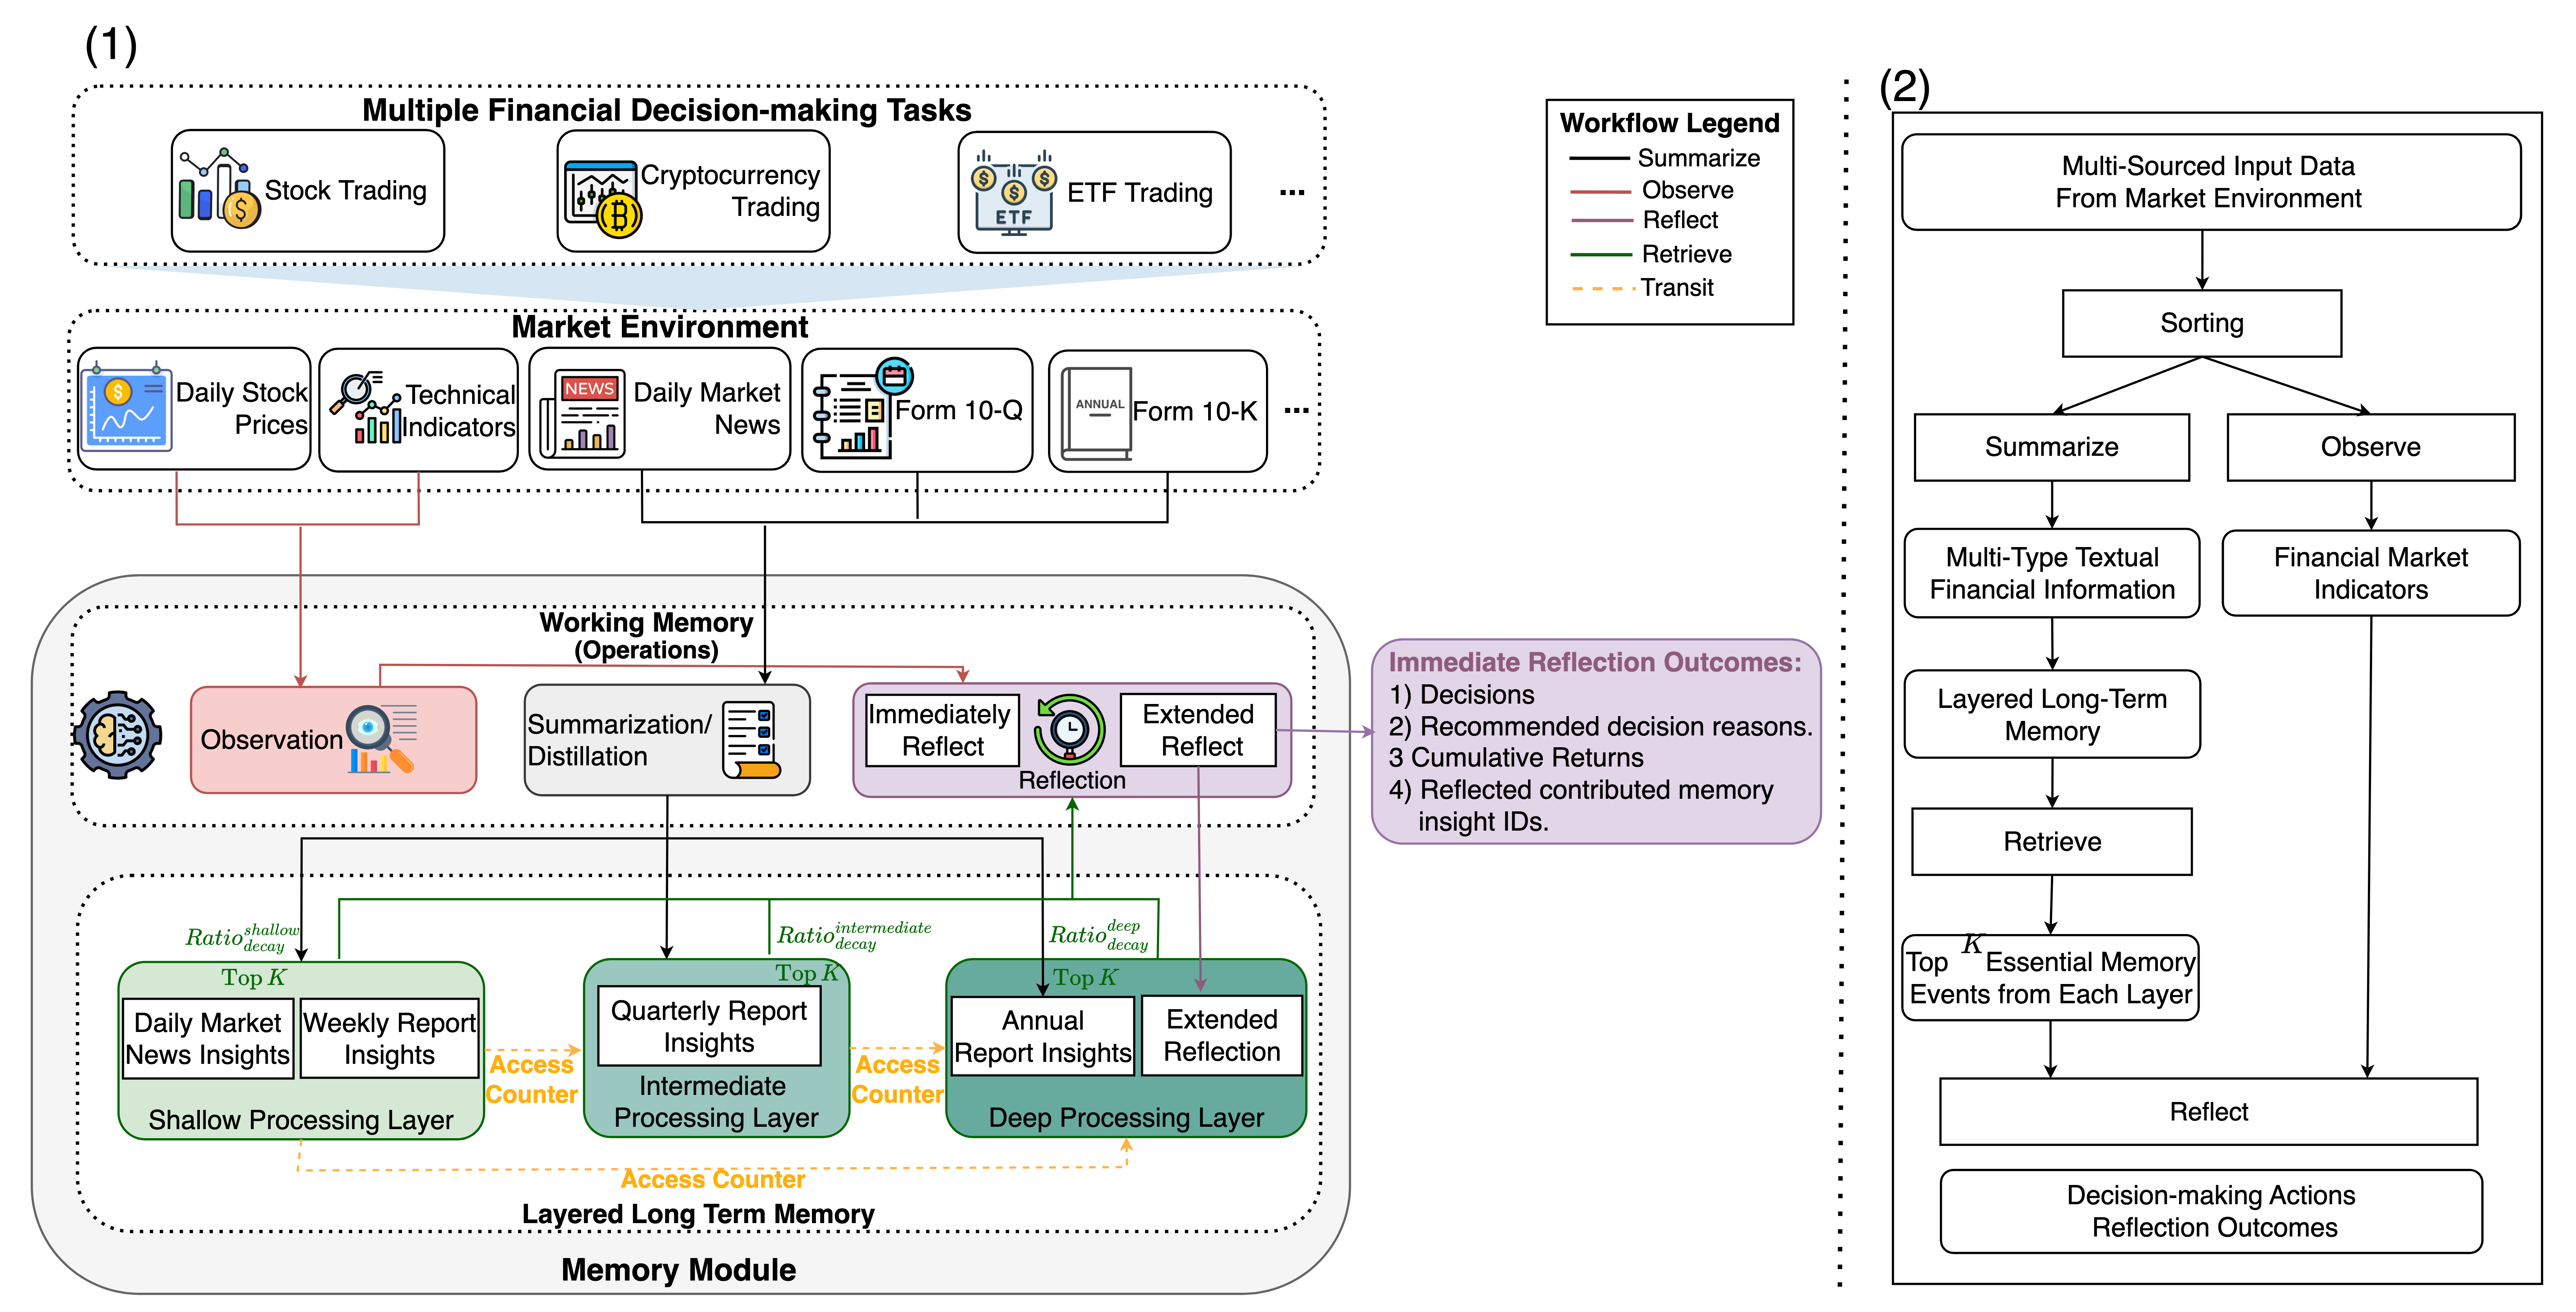 (1)
Multiple Financial Decision-making Tasks
Stock Trading
Cryptocurrency
Trading
ETF
ETF Trading
...
Workflow Legend
Summarize
Observe
Reflect
Retrieve
Transit
Market Environment
Daily Stock
Prices
Technical
Indicators
NEWS
Daily Market
News
Form 10-Q
ANNUAL
Form 10-K
...
Working Memory
(Operations)
Observation
Summarization/
Distillation
Immediately
Reflect
Reflection
Extended
Reflect
Immediate Reflection Outcomes:
1) Decisions
2) Recommended decision reasons.
3 Cumulative Returns
4) Reflected contributed memory
insight IDs.
Ratio^{shallow}_{decay}
Ratio^{intermediate}_{decay}
Ratio^{deep}_{decay}
Top K
Daily Market
News Insights
Weekly Report
Insights
Shallow Processing Layer
Access
Counter
Top K
Quarterly Report
Insights
Intermediate
Processing Layer
Access
Counter
Top K
Annual
Report Insights
Extended
Reflection
Deep Processing Layer
Access Counter
Layered Long Term Memory
Memory Module
(2)
Multi-Sourced Input Data
From Market Environment
Sorting
Summarize
Observe
Multi-Type Textual
Financial Information
Financial Market
Indicators
Layered Long-Term
Memory
Retrieve
Top K Essential Memory
Events from Each Layer
Reflect
Decision-making Actions
Reflection Outcomes